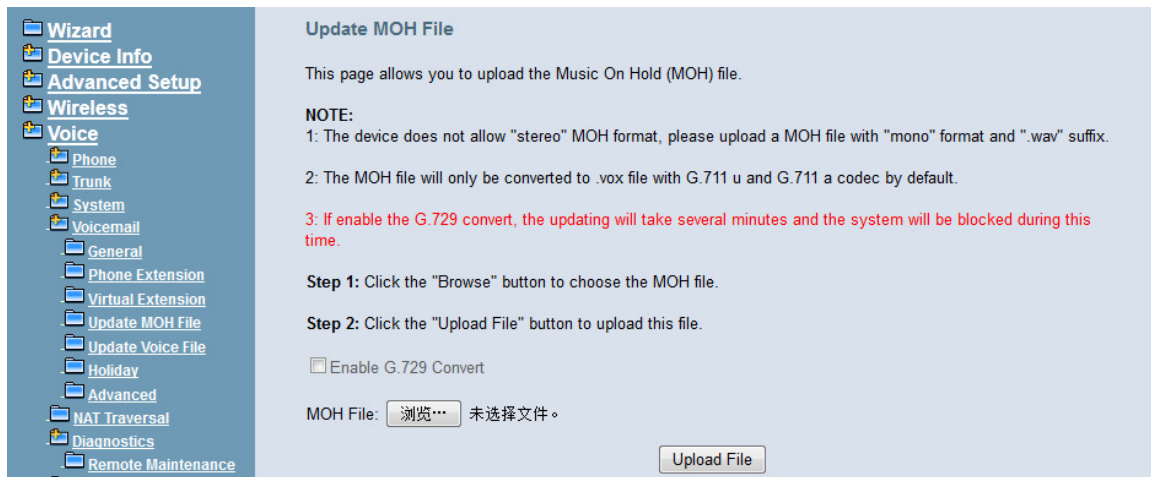 Wizard
Device Info
Advanced Setup
Wireless
Voice
Phone
Trunk
System
Voicemail
General
Phone Extension
Virtual Extension
Update MOH File
Update Voice File
Holiday
Advanced
NAT Traversal
Diagnostics
Remote Maintenance
Update MOH File
This page allows you to upload the Music On Hold (MOH) file.
NOTE:
1: The device does not allow "stereo" MOH format, please upload a MOH file with "mono" format and ".wav" suffix.
2: The MOH file will only be converted to .vox file with G.711 u and G.711 a codec by default.
3: If enable the G.729 convert, the updating will take several minutes and the system will be blocked during this
time.
Step 1: Click the "Browse" button to choose the MOH file.
Step 2: Click the "Upload File" button to upload this file.
Enable G.729 Convert
MOH File: 浏览… 未选择文件。
Upload File